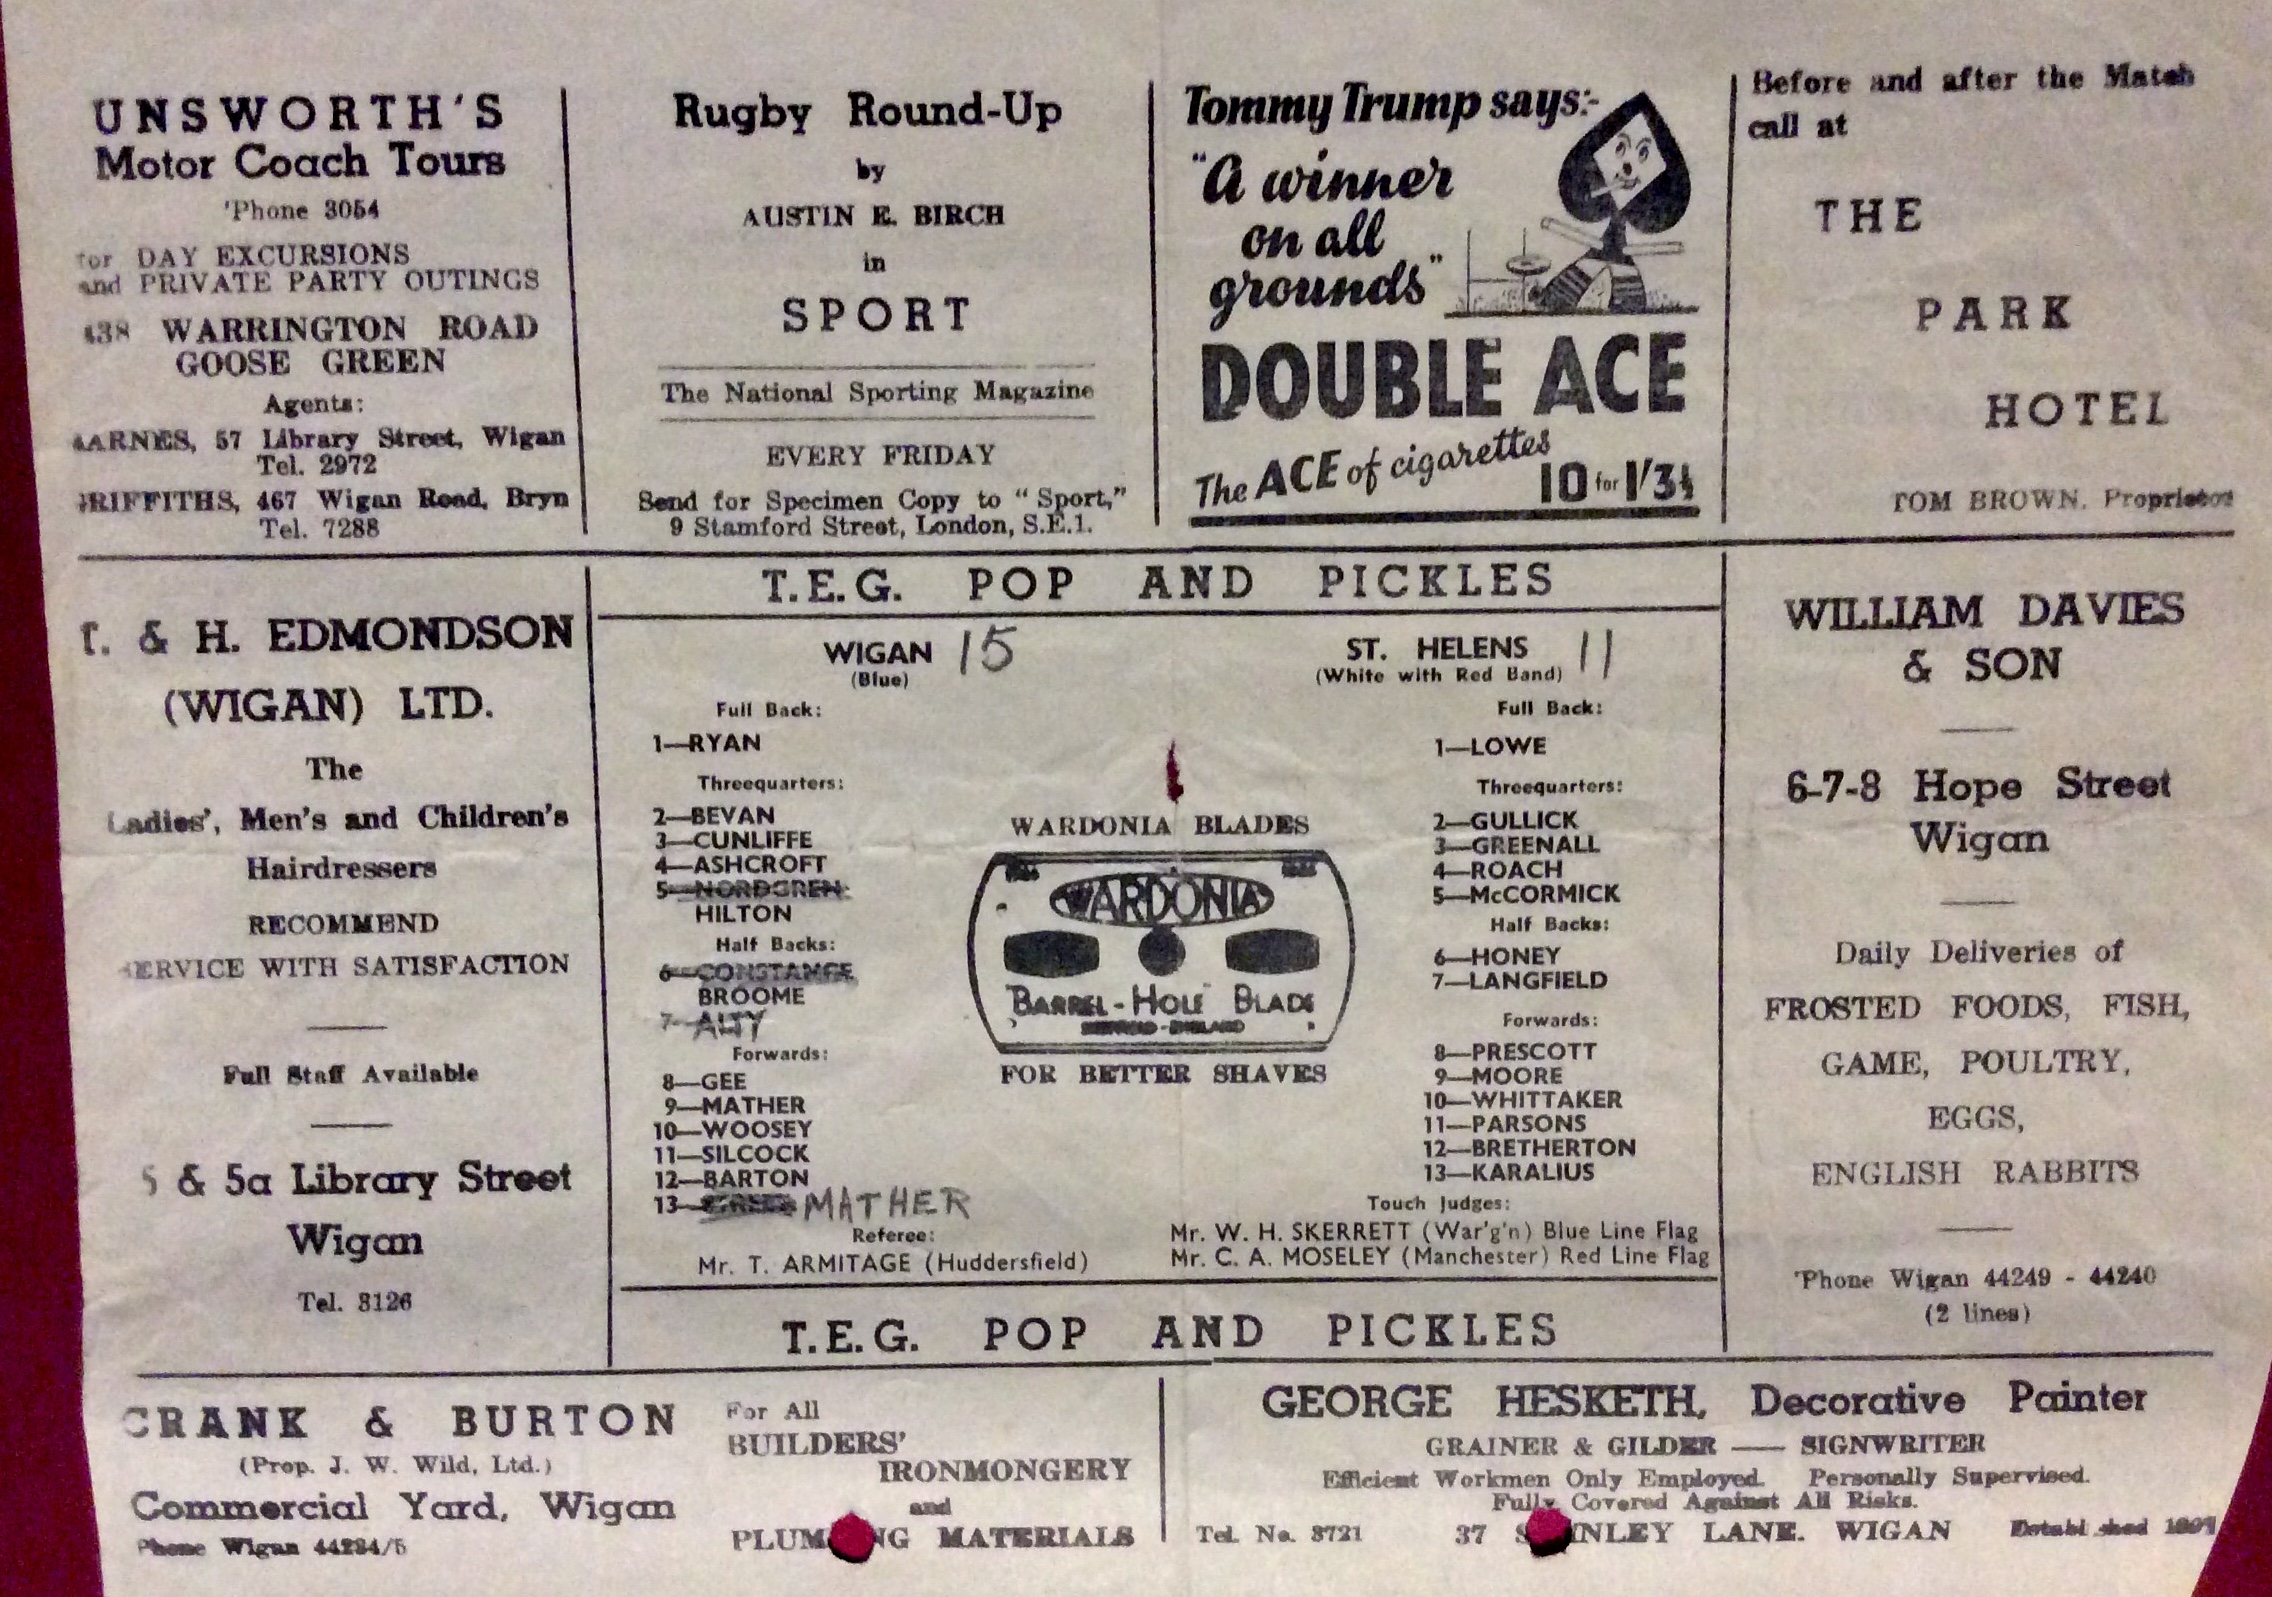 UNSWORTH'S
Motor Coach Tours
'Phone 3054
for DAY EXCURSIONS
and PRIVATE PARTY OUTINGS
438 WARRINGTON ROAD
GOOSE GREEN
Agents:
57 Library Street, Wigan
Tel. 2972
GRIFFITHS, 467 Wigan Road, Bryn
Tel. 7288
Rugby Round-Up
by
AUSTIN E. BIRCH
in
SPORT
The National Sporting Magazine
EVERY FRIDAY
Send for Specimen Copy to "Sport,"
9 Stamford Street, London, S.E.1.
Tommy Trump says:-
"A winner
on all
grounds"
DOUBLE ACE
The ACE of cigarettes
10 for 1/3½
Before and after the Match
call at
THE
PARK
HOTEL
TOM BROWN, Proprietor
& H. EDMONDSON
(WIGAN) LTD.
The
Ladies', Men's and Children's
Hairdressers
RECOMMEND
SERVICE WITH SATISFACTION
Full Staff Available
5 & 5a Library Street
Wigan
Tel. 3126
T.E.G. POP AND PICKLES
WIGAN 15
(Blue)
Full Back:
1—RYAN
Threequarters:
2—BEVAN
3—CUNLIFFE
4—ASHCROFT
5—NORDGREN
HILTON
Half Backs:
6—CONSTANCE
BROOME
7—ALTY
Forwards:
8—GEE
9—MATHER
10—WOOSEY
11—SILCOCK
12—BARTON
13— MATHER
Referee:
Mr. T. ARMITAGE (Huddersfield)
WARDONIA BLADES
WARDONIA
"BARREL-HOLE" BLADE
SHEFFIELD-ENGLAND
FOR BETTER SHAVES
ST. HELENS 11
(White with Red Band)
Full Back:
1—LOWE
Threequarters:
2—GULLICK
3—GREENALL
4—ROACH
5—McCORMICK
Half Backs:
6—HONEY
7—LANGFIELD
Forwards:
8—PRESCOTT
9—MOORE
10—WHITTAKER
11—PARSONS
12—BRETHERTON
13—KARALIUS
Touch Judges:
Mr. W. H. SKERRETT (War'g'n) Blue Line Flag
Mr. C. A. MOSELEY (Manchester) Red Line Flag
T.E.G. POP AND PICKLES
WILLIAM DAVIES
& SON
6-7-8 Hope Street
Wigan
Daily Deliveries of
FROSTED FOODS, FISH,
GAME, POULTRY,
EGGS,
ENGLISH RABBITS
'Phone Wigan 44249 - 44240
(2 lines)
CRANK & BURTON
(Prop. J. W. Wild, Ltd.)
Commercial Yard, Wigan
Phone Wigan 44284/5
For All
BUILDERS'
IRONMONGERY
and
PLUMBING MATERIALS
GEORGE HESKETH, Decorative Painter
GRAINER & GILDER —— SIGNWRITER
Efficient Workmen Only Employed. Personally Supervised.
Fully Covered Against All Risks.
Tel. No. 3721 37 LANE. WIGAN Established